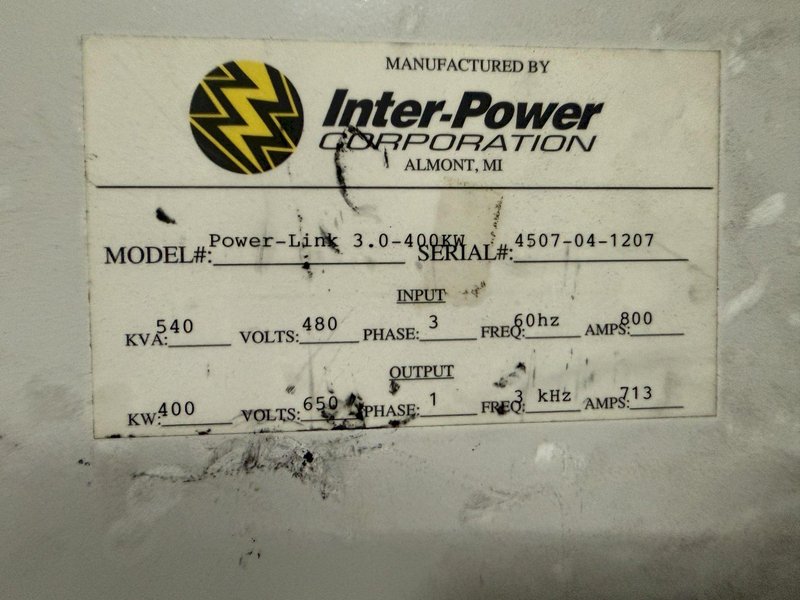 MANUFACTURED BY
Inter-Power
CORPORATION
ALMONT, MI
MODEL#: Power-Link 3.0-400KW SERIAL#: 4507-04-1207
INPUT
KVA: 540 VOLTS: 480 PHASE: 3 FREQ: 60hz AMPS: 800
OUTPUT
KW: 400 VOLTS: 650 PHASE: 1 FREQ: 3 kHz AMPS: 713